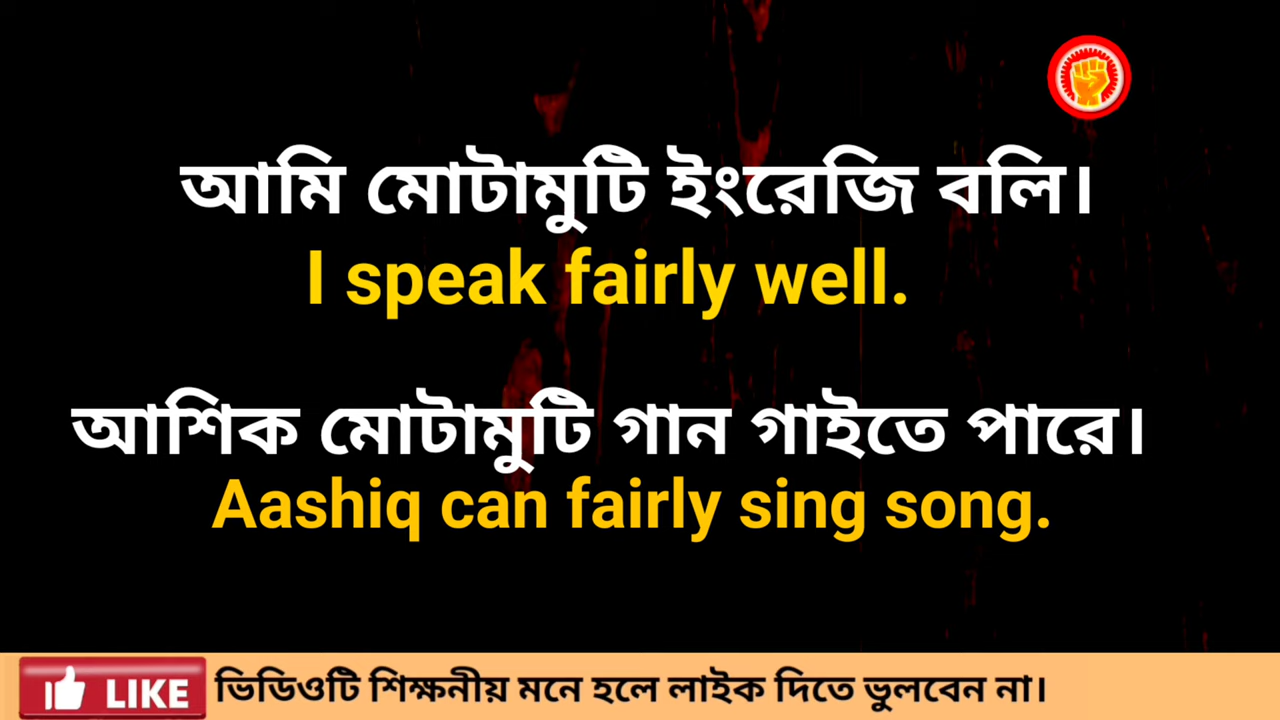 আমি মোটামুটি ইংরেজি বলি।
I speak fairly well.
আশিক মোটামুটি গান গাইতে পারে।
Aashiq can fairly sing song.
LIKE ভিডিওটি শিক্ষনীয় মনে হলে লাইক দিতে ভুলবেন না।